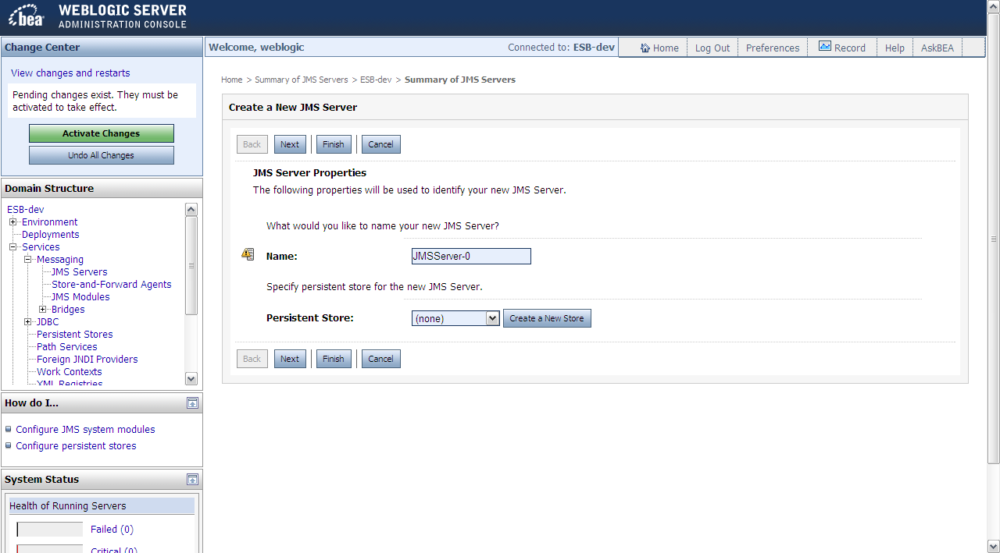 bea WEBLOGIC SERVER
ADMINISTRATION CONSOLE
Change Center
View changes and restarts
Pending changes exist. They must be
activated to take effect.
Activate Changes
Undo All Changes
Domain Structure
ESB-dev
Environment
Deployments
Services
Messaging
JMS Servers
Store-and-Forward Agents
JMS Modules
Bridges
JDBC
Persistent Stores
Path Services
Foreign JNDI Providers
Work Contexts
XML Registries
How do I...
Configure JMS system modules
Configure persistent stores
System Status
Health of Running Servers
Failed (0)
Critical (0)
Welcome, weblogic
Connected to: ESB-dev
Home
Log Out
Preferences
Record
Help
AskBEA
Home > Summary of JMS Servers > ESB-dev > Summary of JMS Servers
Create a New JMS Server
Back Next Finish Cancel
JMS Server Properties
The following properties will be used to identify your new JMS Server.
What would you like to name your new JMS Server?
Name: JMSServer-0
Specify persistent store for the new JMS Server.
Persistent Store: (none) Create a New Store
Back Next Finish Cancel